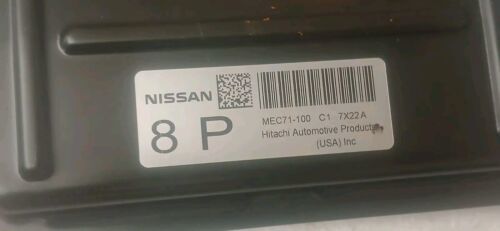 NISSAN
8 P
MEC71-100 C1 7X22A
Hitachi Automotive Products
(USA) Inc